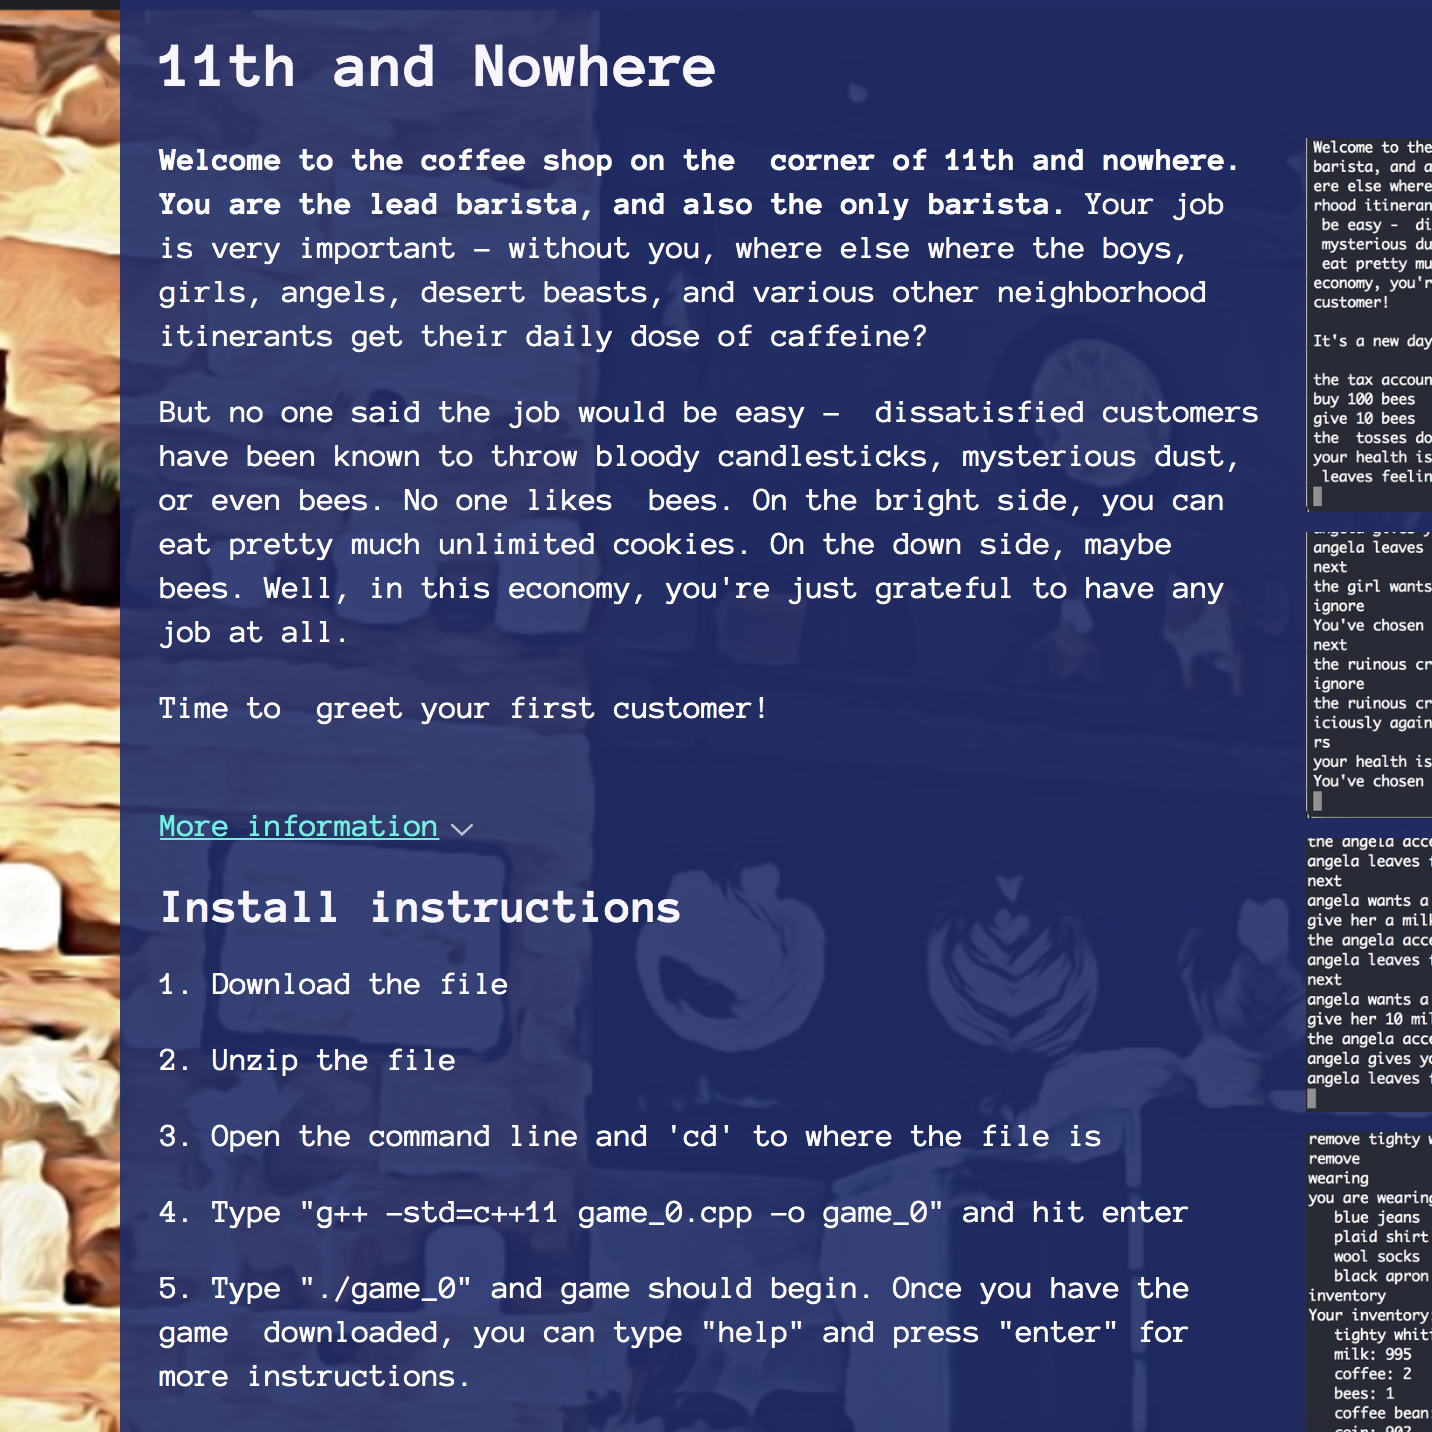 11th and Nowhere
Welcome to the coffee shop on the  corner of 11th and nowhere.
You are the lead barista, and also the only barista. Your job
is very important - without you, where else where the boys,
girls, angels, desert beasts, and various other neighborhood
itinerants get their daily dose of caffeine?
But no one said the job would be easy -  dissatisfied customers
have been known to throw bloody candlesticks, mysterious dust,
or even bees. No one likes  bees. On the bright side, you can
eat pretty much unlimited cookies. On the down side, maybe
bees. Well, in this economy, you're just grateful to have any
job at all.
Time to  greet your first customer!
More information
Install instructions
1. Download the file
2. Unzip the file
3. Open the command line and 'cd' to where the file is
4. Type "g++ -std=c++11 game_0.cpp -o game_0" and hit enter
5. Type "./game_0" and game should begin. Once you have the
game  downloaded, you can type "help" and press "enter" for
more instructions.
Welcome to the
barista, and a
ere else where
rhood itineran
be easy -  di
mysterious du
eat pretty mu
economy, you'r
customer!
It's a new day
the tax accoun
buy 100 bees
give 10 bees
the  tosses do
your health is
leaves feelin
angela leaves
next
the girl wants
ignore
You've chosen
next
the ruinous cr
ignore
the ruinous cr
iciously again
rs
your health is
You've chosen
the angela acce
angela leaves f
next
angela wants a
give her a milk
the angela acce
angela leaves f
next
angela wants a
give her 10 mil
the angela acce
angela gives yo
angela leaves f
remove tighty w
remove
wearing
you are wearing
blue jeans
plaid shirt
wool socks
black apron
inventory
Your inventory:
tighty whit
milk: 995
coffee: 2
bees: 1
coffee bean